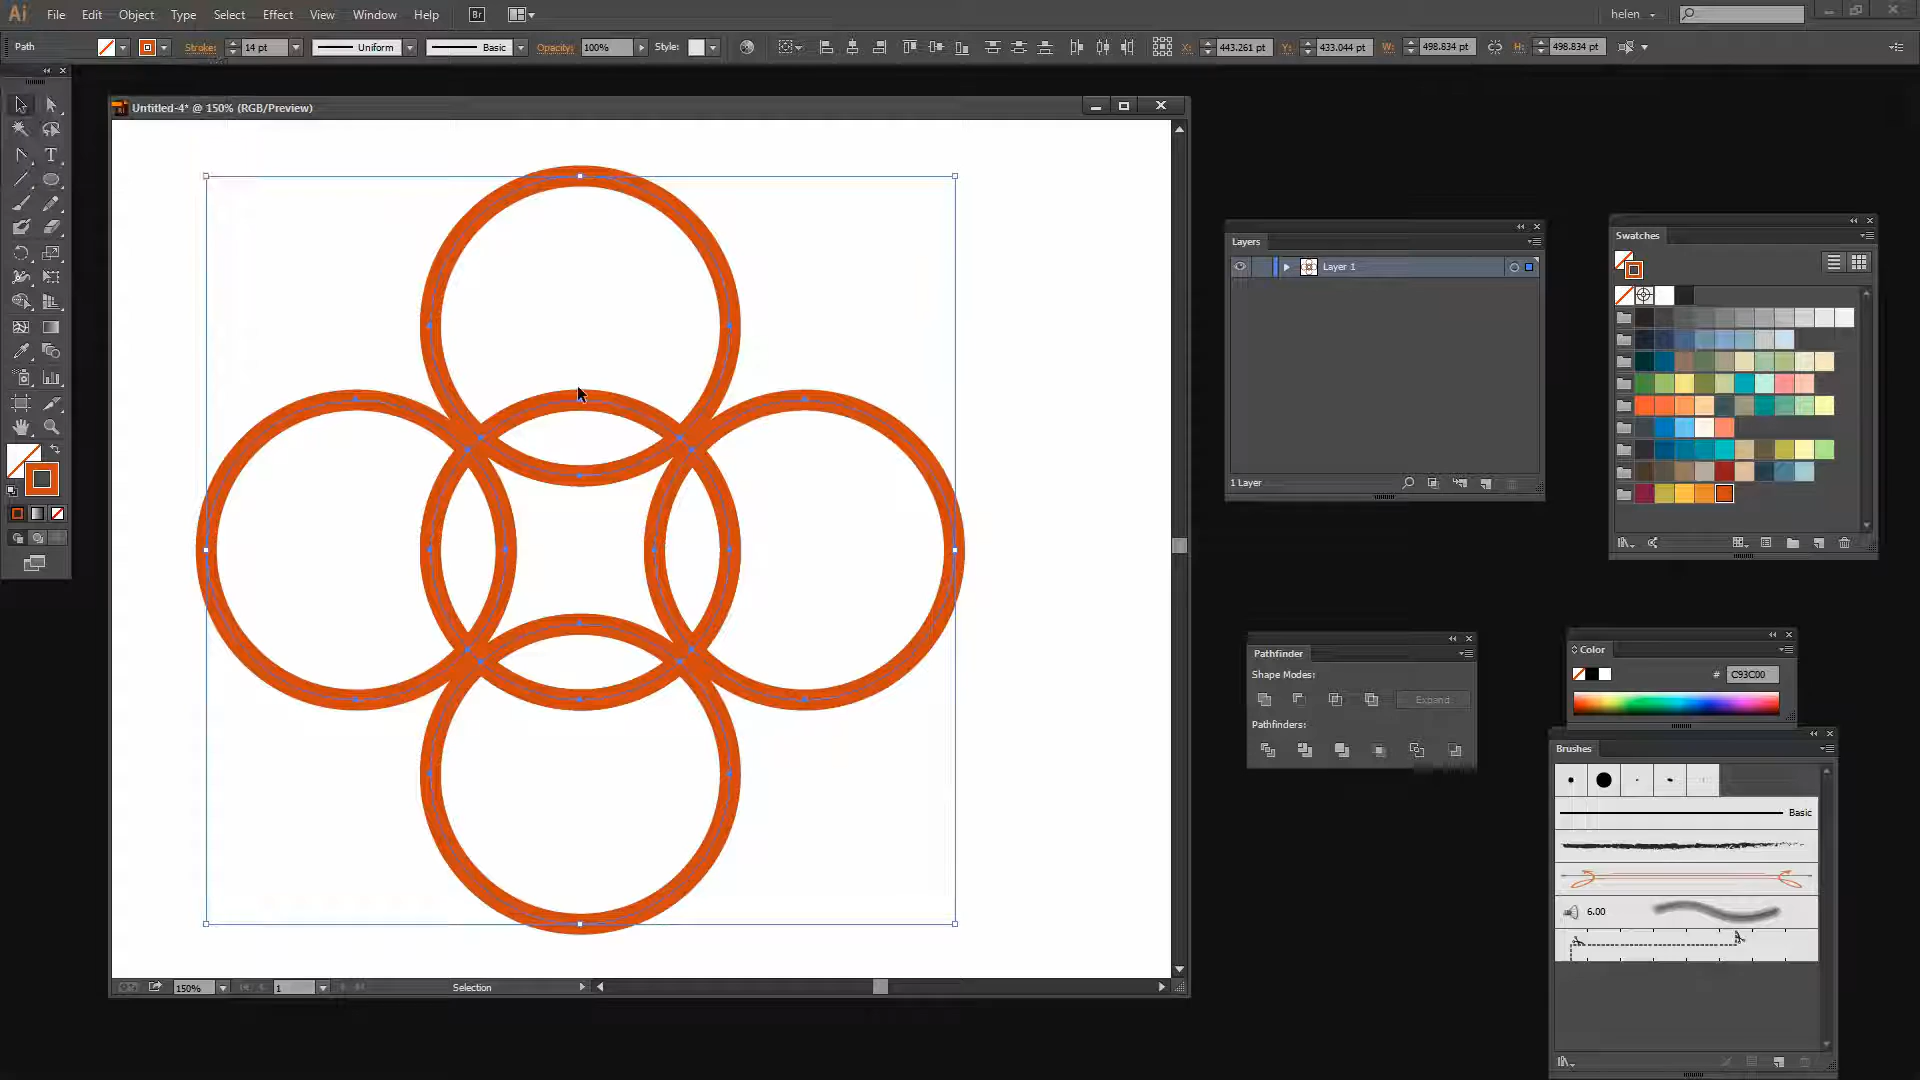 Ai File Edit Object Type Select Effect View Window Help Br helen
Path Stroke: 14 pt Uniform Basic Opacity: 100% Style: X: 443.261 pt Y: 433.044 pt W: 498.834 pt H: 498.834 pt
Untitled-4* @ 150% (RGB/Preview)
Layers
Layer 1
1 Layer
Swatches
Pathfinder
Shape Modes:
Expand
Pathfinders:
Color
# C93C00
Brushes
Basic
6.00
150% 1 Selection